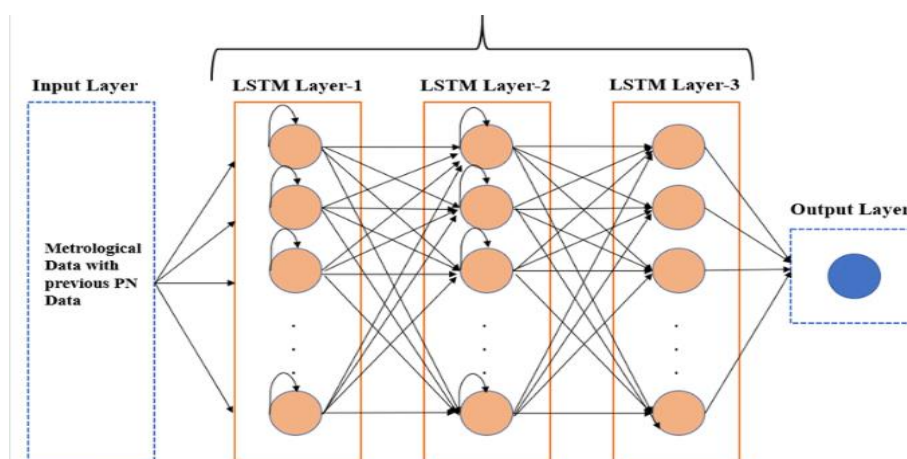 Input Layer
LSTM Layer-1
LSTM Layer-2
LSTM Layer-3
Output Layer
Metrological
Data with
previous PN
Data